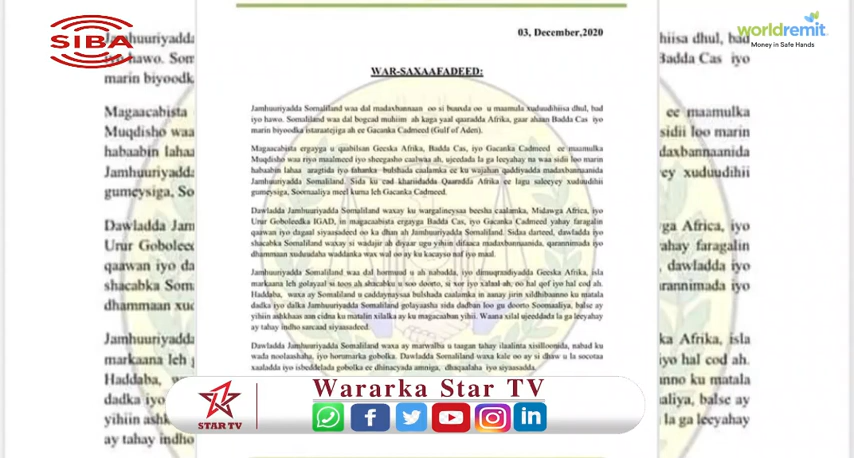 SIBA
worldremit
Money in Safe Hands
03, December,2020
WAR-SAXAAFADEED:
Jamhuuriyadda Somaliland waa dal madaxbannaan oo si buuxda oo u maamula xuduudihiisa dhul, bad
iyo hawo. Somaliland waa dal bogcad muhiim ah kaga yaal qaaradda Afrika, gaar ahaan Badda Cas iyo
marin biyoodka istaraatejiga ah ee Gacanka Cadmeed (Gulf of Aden).
Magaacabista ergayga u qaabilsan Geeska Afrika, Badda Cas, iyo Gacanka Cadmeed ee maamulka
Muqdisho waa riyo maalmeed iyo sheegasho caalwaa ah, ujeedada la ga leeyahay na waa sidii loo marin
habaabin lahaa aragtida iyo fahanka bulshada caalamka ee ku wajahan qaddiyadda madaxbannaanida
Jamhuuriyadda Somaliland. Sida ku cad khariidadda Qaaradda Afrika ee lagu saleeyey xuduudihii
gumeysiga, Soomaaliya meel kuma leh Gacanka Cadmeed.
Dawladda Jamhuuriyadda Somaliland waxay ku wargalineysaa beesha caalamka, Midawga Africa, iyo
Urur Goboleedka IGAD, in magacaabista ergayga Badda Cas, iyo Gacanka Cadmeed yahay faragalin
qaawan iyo dagaal siyaasadeed oo ka dhan ah Jamhuuriyadda Somaliland. Sidaa darteed, dawladda iyo
shacabka Somaliland waxay si wadajir ah diyaar ugu yihiin difaaca madaxbannaanida, qarannimada iyo
dhammaan xuduudaha waddanka wax wal oo ay ku kacayso naf iyo maal.
Jamhuuriyadda Somaliland waa dal hormuud u ah nabadda, iyo dimuqraadiyadda Geeska Afrika, isla
markaana leh golayaal si toos ah shacabku u soo doorto, si xor iyo xalaal ah, oo hal qof iyo hal cod ah.
Haddaba, waxa ay Somaliland u caddaynaysaa bulshada caalamka in aanay jirin xildhibaanno ku matala
dadka iyo dalka Jamhuuriyadda Somaliland golayaasha sida dadban loo gu doorto Soomaaliya, balse ay
yihiin ashkhaas aan cidna ku matalin xilalka ay ku magacaaban yihii. Waana xilal ujeeddada la ga leeyahay
ay tahay indho sarcaad siyaasadeed.
Dawladda Jamhuuriyadda Somaliland waxa ay marwalba u taagan tahay ilaalinta xisilloonida, nabad ku
wada noolaashaha, iyo horumarka gobolka. Dawladda Somaliland waxa kale oo ay si dhaw u la socotaa
xaaladda iyo isbeddelada gobolka ee dhinacyada amniga, dhaqaalaha iyo siyaasadda.
STAR TV
Wararka Star TV